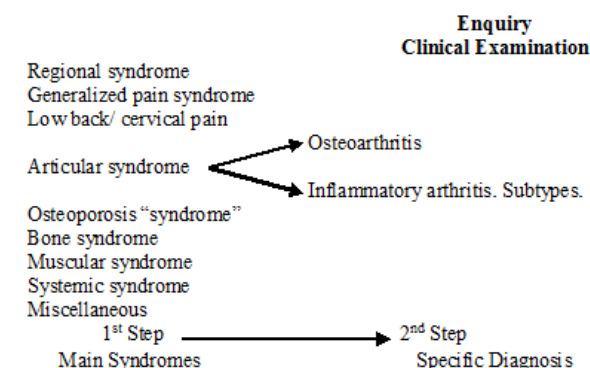 Enquiry
Clinical Examination
Regional syndrome
Generalized pain syndrome
Low back/ cervical pain
Osteoarthritis
Articular syndrome
Inflammatory arthritis. Subtypes.
Osteoporosis “syndrome”
Bone syndrome
Muscular syndrome
Systemic syndrome
Miscellaneous
1st Step 2nd Step
Main Syndromes Specific Diagnosis